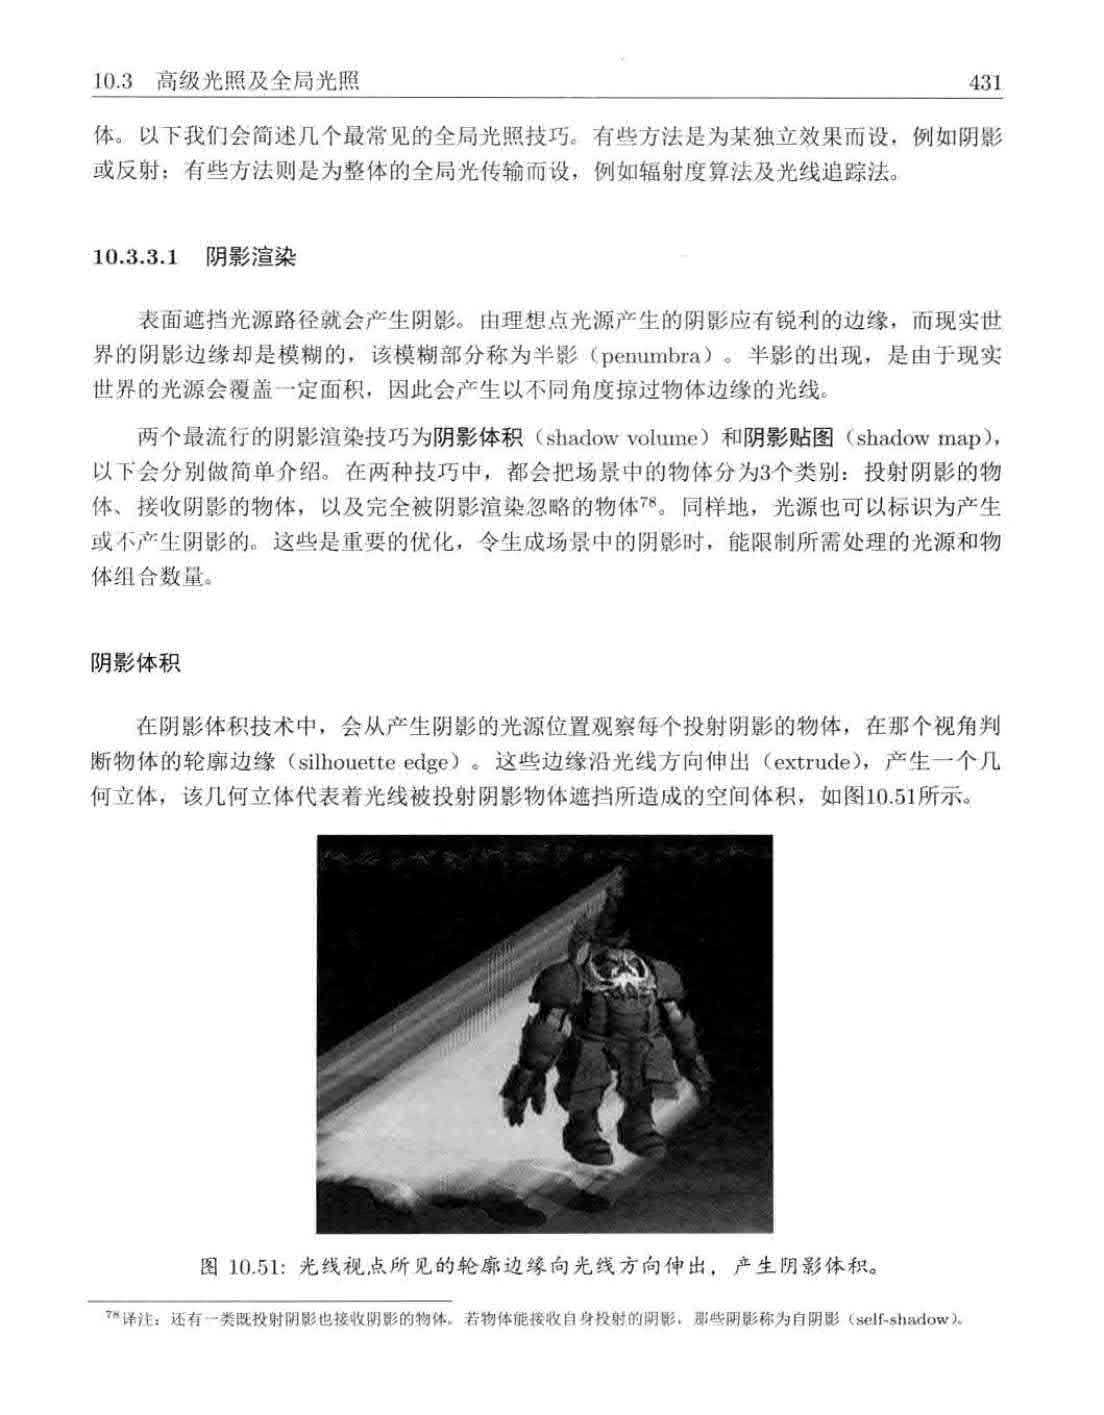 10.3 高级光照及全局光照 431
体。以下我们会简述几个最常见的全局光照技巧。有些方法是为某独立效果而设，例如阴影
或反射；有些方法则是为整体的全局光传输而设，例如辐射度算法及光线追踪法。
10.3.3.1 阴影渲染
表面遮挡光源路径就会产生阴影。由理想点光源产生的阴影应有锐利的边缘，而现实世
界的阴影边缘却是模糊的，该模糊部分称为半影（penumbra）。半影的出现，是由于现实
世界的光源会覆盖一定面积，因此会产生以不同角度掠过物体边缘的光线。
两个最流行的阴影渲染技巧为阴影体积（shadow volume）和阴影贴图（shadow map），
以下会分别做简单介绍。在两种技巧中，都会把场景中的物体分为3个类别：投射阴影的物
体、接收阴影的物体，以及完全被阴影渲染忽略的物体78。同样地，光源也可以标识为产生
或不产生阴影的。这些是重要的优化，令生成场景中的阴影时，能限制所需处理的光源和物
体组合数量。
阴影体积
在阴影体积技术中，会从产生阴影的光源位置观察每个投射阴影的物体，在那个视角判
断物体的轮廓边缘（silhouette edge）。这些边缘沿光线方向伸出（extrude），产生一个几
何立体，该几何立体代表着光线被投射阴影物体遮挡所造成的空间体积，如图10.51所示。
图 10.51: 光线视点所见的轮廓边缘向光线方向伸出，产生阴影体积。
78译注：还有一类既投射阴影也接收阴影的物体。若物体能接收自身投射的阴影，那些阴影称为自阴影（self-shadow）。